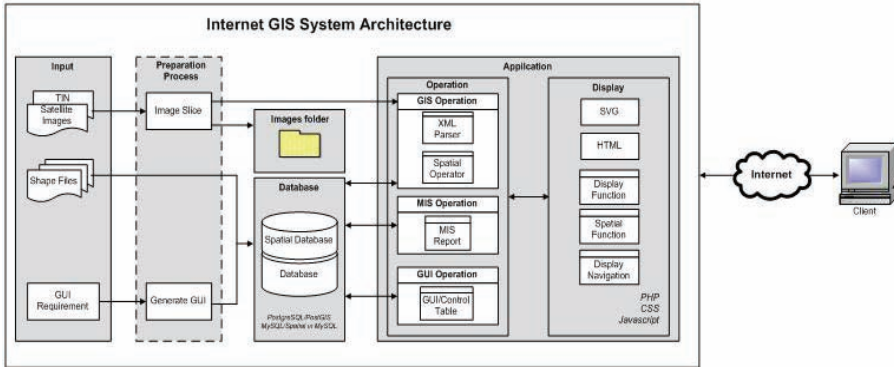 Internet GIS System Architecture
Input
TIN
Satellite
Images
Shape Files
GUI
Requirement
Preparation
Process
Image Slice
Generate GUI
Images folder
Database
Spatial Database
Database
PostgreSQL/PostGIS
MySQL/Spatial or MySQL
Application
Operation
GIS Operation
XML
Parser
Spatial
Operator
MIS Operation
MIS
Report
GUI Operation
GUI/Control
Table
Display
SVG
HTML
Display
Function
Spatial
Function
Display
Navigation
PHP
CSS
Javascript
Internet
Client